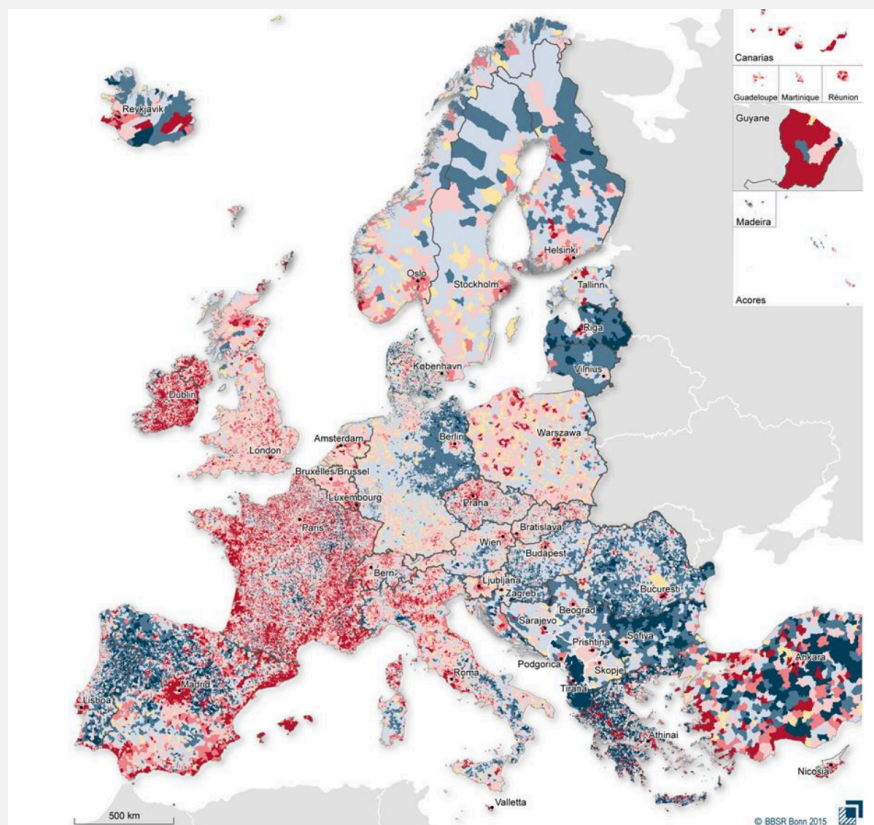 Canarias
Guadeloupe Martinique Réunion
Guyane
Madeira
Acores
Reykjavik
Helsinki
Oslo
Tallinn
Stockholm
Riga
København
Vilnius
Dublin
Berlin
Amsterdam
Warszawa
London
Bruxelles/Brussel
Luxembourg
Praha
Paris
Bratislava
Wien
Budapest
Bern
Ljubljana
Zagreb
Bucuresti
Beograd
Sarajevo
Prishtina
Sofiya
Podgorica
Skopje
Ankara
Roma
Madrid
Tirana
Lisboa
Athinai
Nicosia
Valletta
500 km
© BBSR Bonn 2015